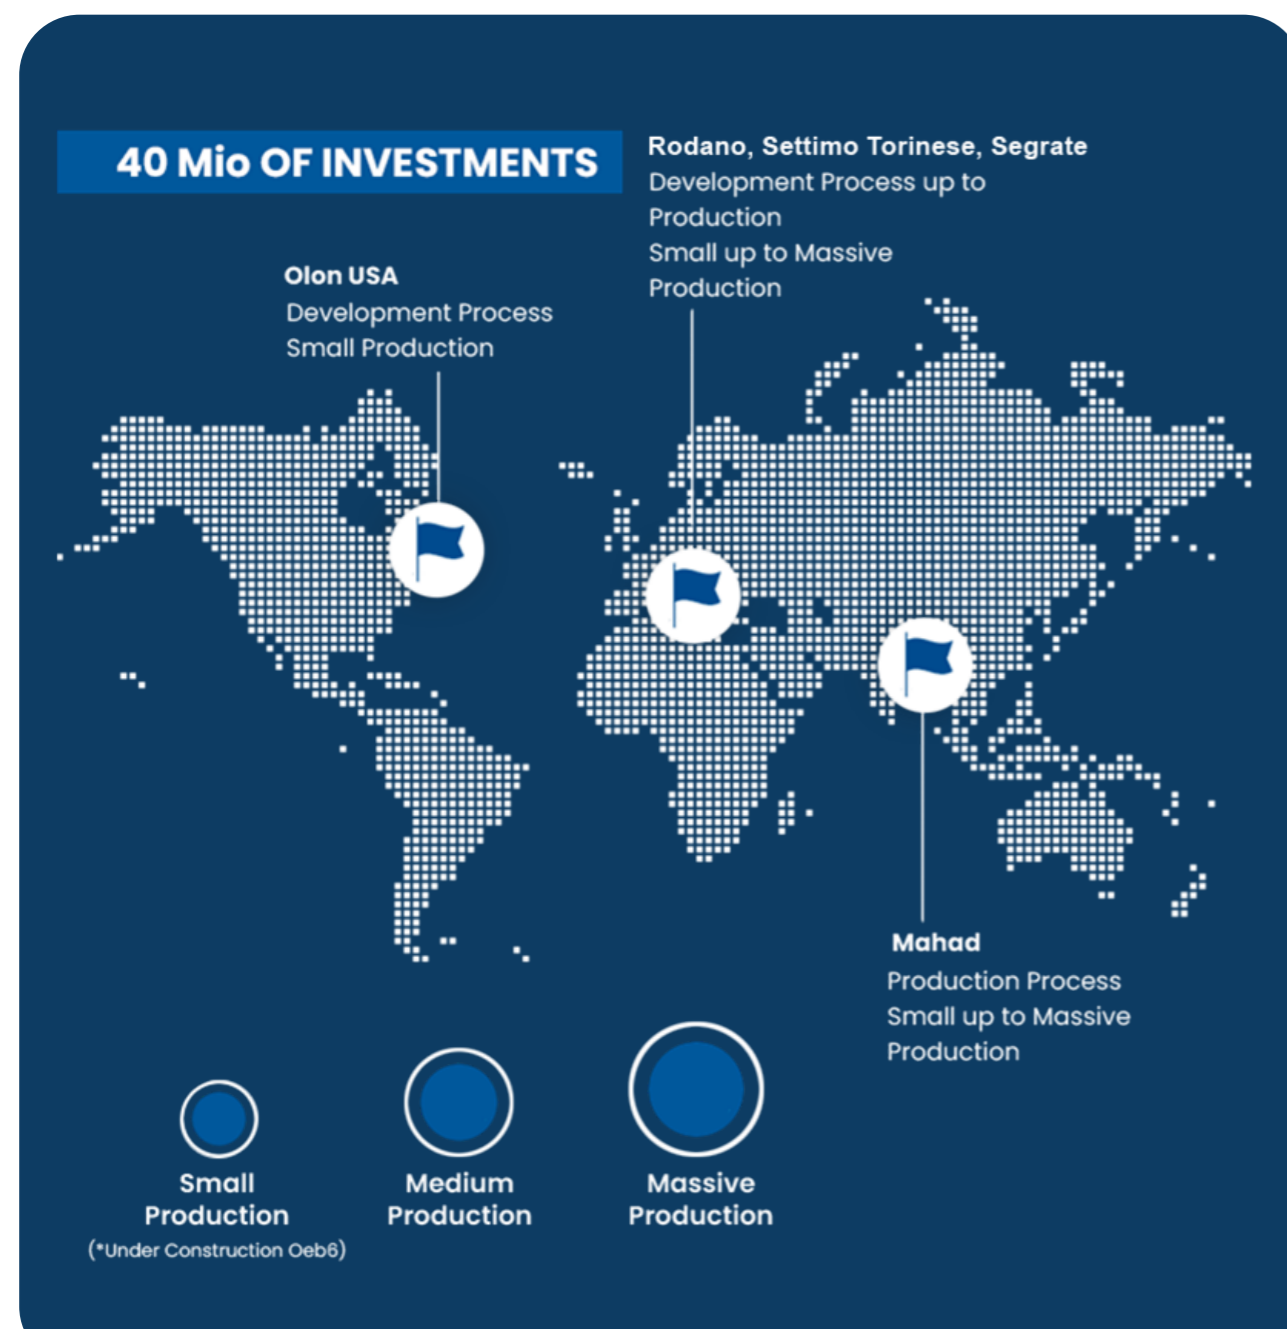 40 Mio OF INVESTMENTS
Rodano, Settimo Torinese, Segrate
Development Process up to
Production
Small up to Massive
Production
Olon USA
Development Process
Small Production
Mahad
Production Process
Small up to Massive
Production
Small
Production
(*Under Construction Oeb6)
Medium
Production
Massive
Production